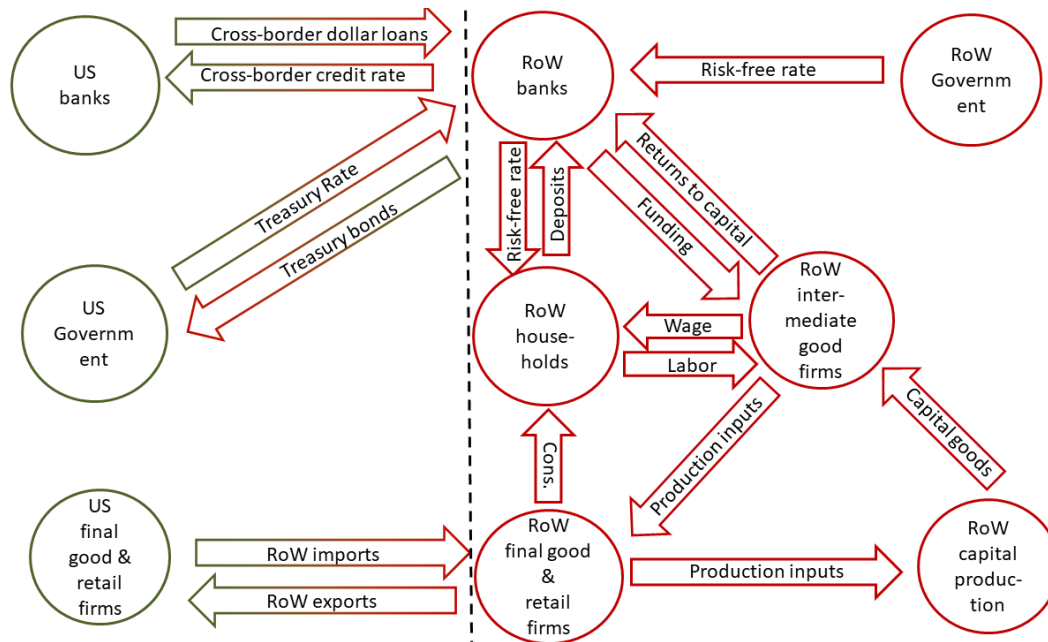 US
banks
Cross-border dollar loans
Cross-border credit rate
RoW
banks
Risk-free rate
RoW
Governm
ent
Treasury Rate
Treasury bonds
Risk-free rate
Deposits
Returns to capital
Funding
US
Governm
ent
RoW
house-
holds
Wage
Labor
RoW
inter-
mediate
good
firms
Cons.
Production inputs
Capital goods
US
final
good &
retail
firms
RoW imports
RoW exports
RoW
final good
&
retail
firms
Production inputs
RoW
capital
produc-
tion